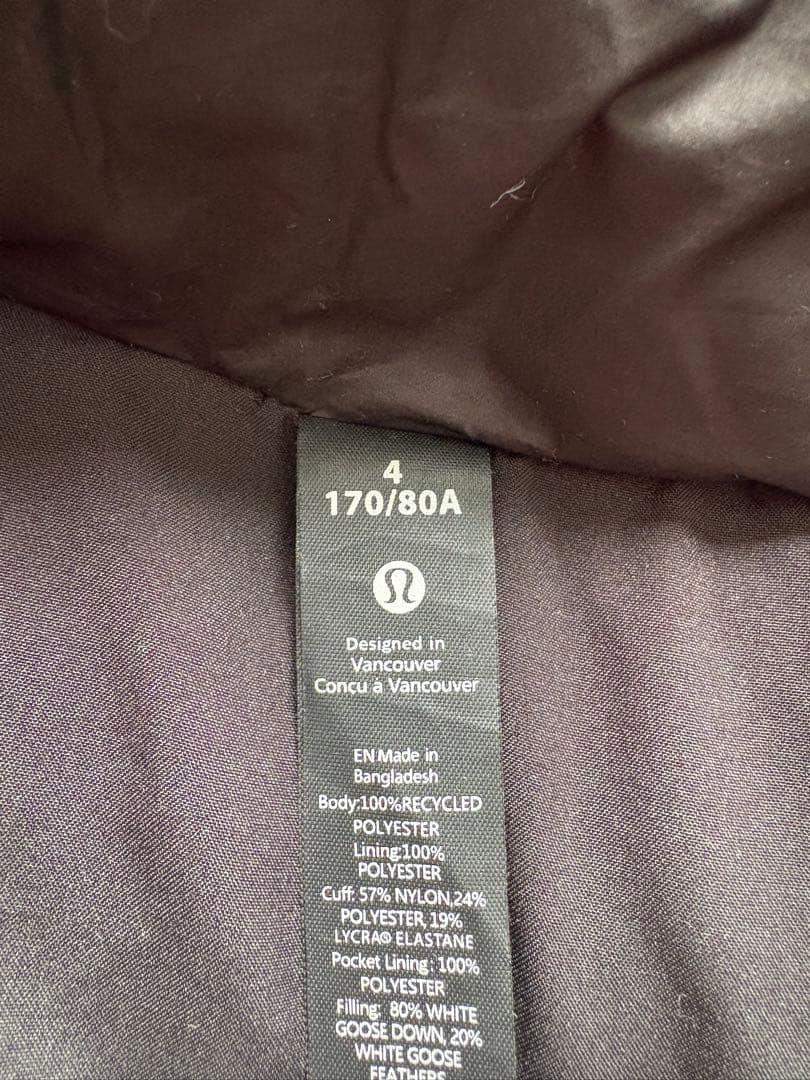 4
170/80A
Designed in
Vancouver
Concu à Vancouver
EN Made in
Bangladesh
Body:100%RECYCLED
POLYESTER
Lining:100%
POLYESTER
Cuff: 57% NYLON,24%
POLYESTER, 19%
LYCRA® ELASTANE
Pocket Lining: 100%
POLYESTER
Filling: 80% WHITE
GOOSE DOWN, 20%
WHITE GOOSE
FEATHERS